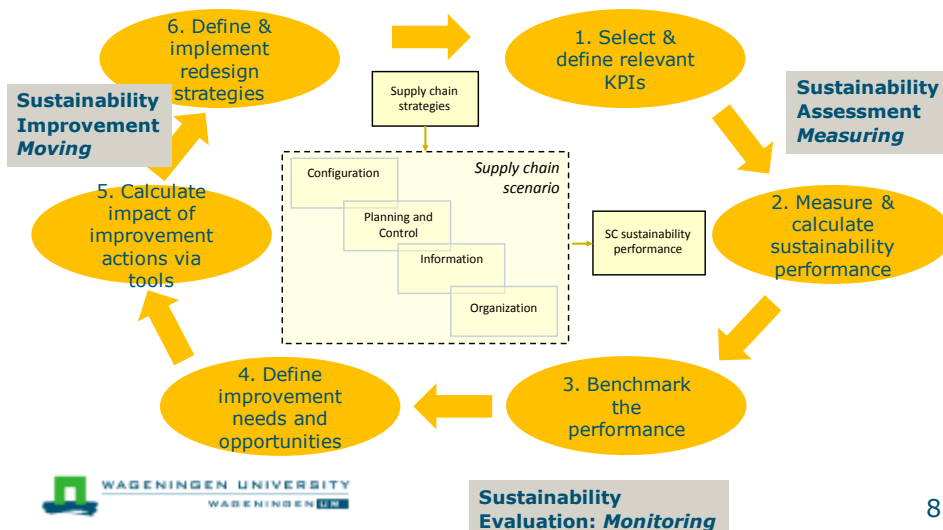 6. Define &
implement
redesign
strategies
1. Select &
define relevant
KPIs
Sustainability
Improvement
Moving
Supply chain
strategies
Sustainability
Assessment
Measuring
Supply chain
scenario
Configuration
Planning and
Control
Information
Organization
SC sustainability
performance
5. Calculate
impact of
improvement
actions via
tools
2. Measure &
calculate
sustainability
performance
4. Define
improvement
needs and
opportunities
3. Benchmark
the
performance
WAGENINGEN UNIVERSITY
WAGENINGEN UR
Sustainability
Evaluation: Monitoring
8